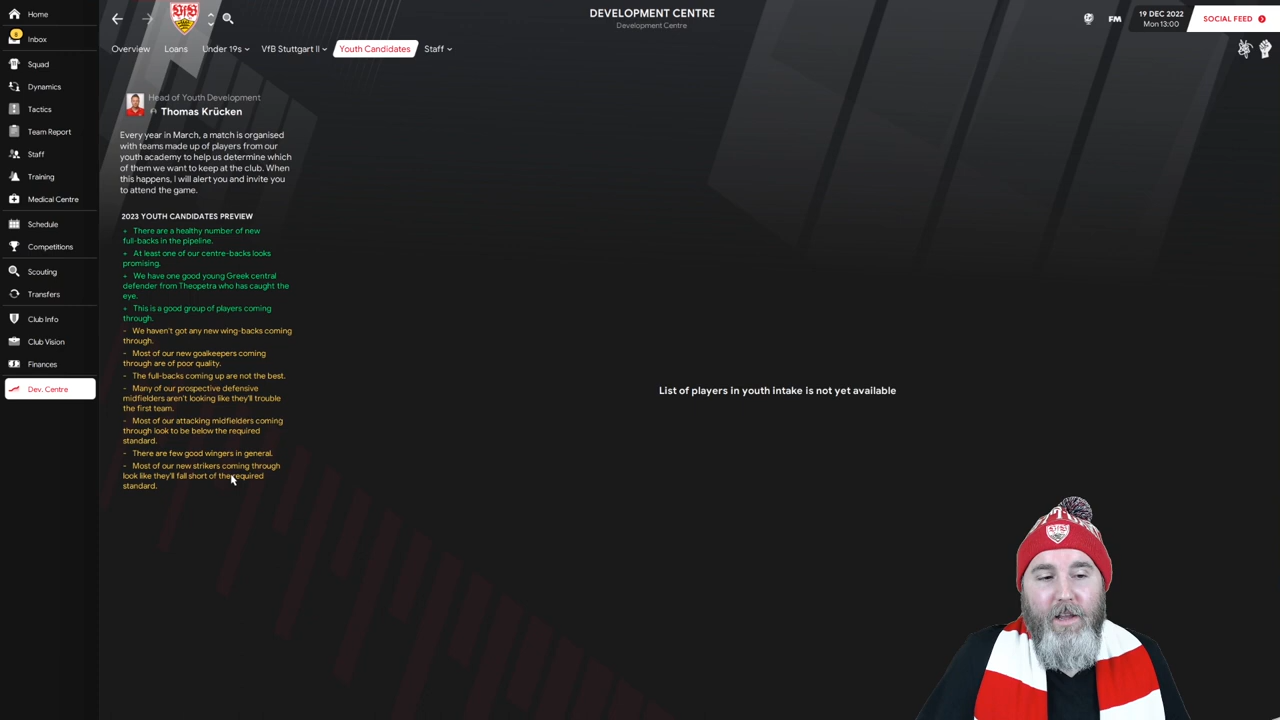 Home
Inbox
8
Squad
Dynamics
Tactics
Team Report
Staff
Training
Medical Centre
Schedule
Competitions
Scouting
Transfers
Club Info
Club Vision
Finances
Dev. Centre
DEVELOPMENT CENTRE
Development Centre
FM
19 DEC 2022
Mon 13:00
SOCIAL FEED
Overview Loans Under 19s VfB Stuttgart II Youth Candidates Staff
Head of Youth Development
Thomas Krücken
Every year in March, a match is organised
with teams made up of players from our
youth academy to help us determine which
of them we want to keep at the club. When
this happens, I will alert you and invite you
to attend the game.
2023 YOUTH CANDIDATES PREVIEW
+ There are a healthy number of new
full-backs in the pipeline.
+ At least one of our centre-backs looks
promising.
+ We have one good young Greek central
defender from Theopetra who has caught the
eye.
+ This is a good group of players coming
through.
- We haven't got any new wing-backs coming
through.
- Most of our new goalkeepers coming
through are of poor quality.
- The full-backs coming up are not the best.
- Many of our prospective defensive
midfielders aren't looking like they'll trouble
the first team.
- Most of our attacking midfielders coming
through look to be below the required
standard.
- There are few good wingers in general.
- Most of our new strikers coming through
look like they'll fall short of the required
standard.
List of players in youth intake is not yet available